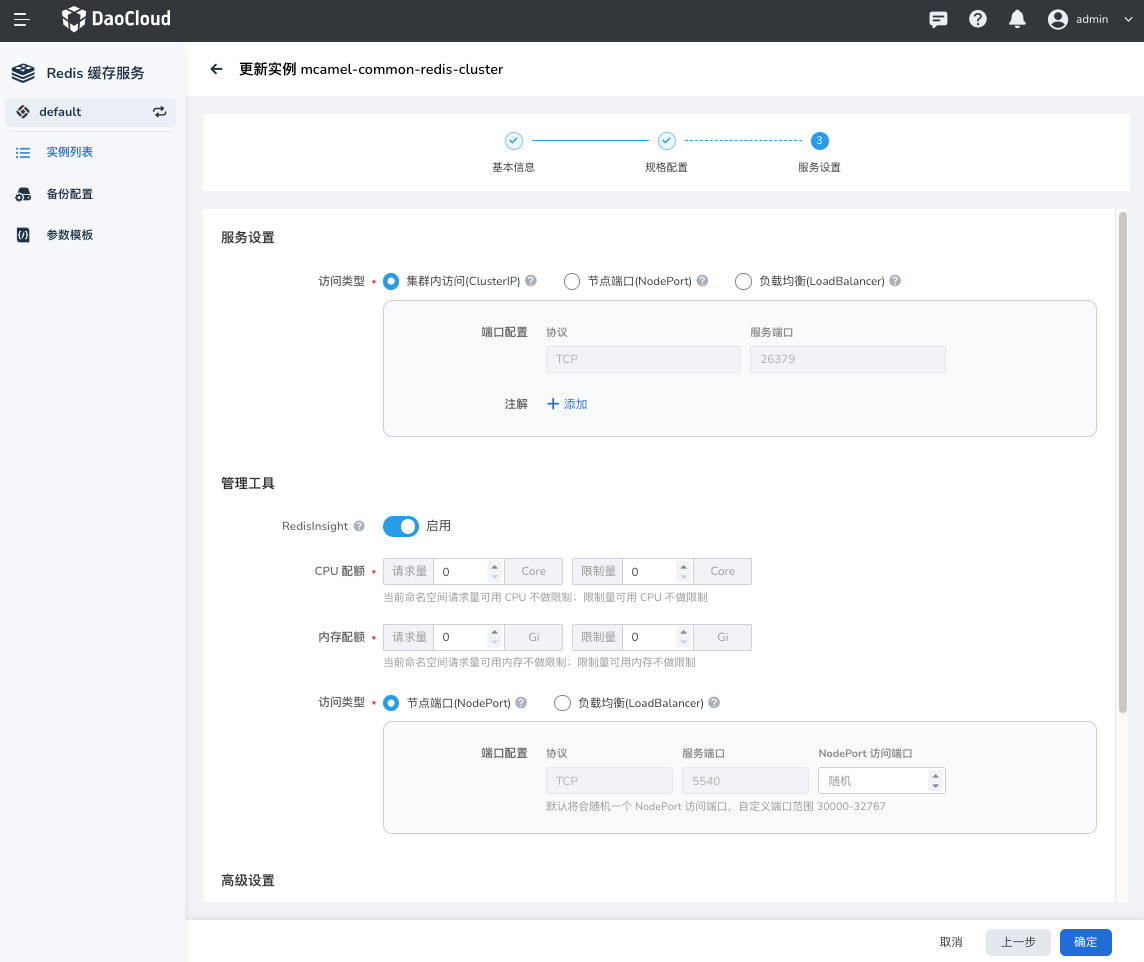 DaoCloud
admin
Redis 缓存服务
default
实例列表
备份配置
参数模板
更新实例 mcamel-common-redis-cluster
3
基本信息
规格配置
服务设置
服务设置
访问类型 • 集群内访问(ClusterIP) ? 节点端口(NodePort) ? 负载均衡(LoadBalancer) ?
端口配置 协议 服务端口
TCP 26379
注解 + 添加
管理工具
RedisInsight ? 启用
CPU 配额 • 请求量 0 Core 限制量 0 Core
当前命名空间请求量可用 CPU 不做限制；限制量可用 CPU 不做限制
内存配额 • 请求量 0 Gi 限制量 0 Gi
当前命名空间请求量可用内存不做限制；限制量可用内存不做限制
访问类型 • 节点端口(NodePort) ? 负载均衡(LoadBalancer) ?
端口配置 协议 服务端口 NodePort 访问端口
TCP 5540 随机
默认将会随机一个 NodePort 访问端口，自定义端口范围 30000-32767
高级设置
取消 上一步 确定